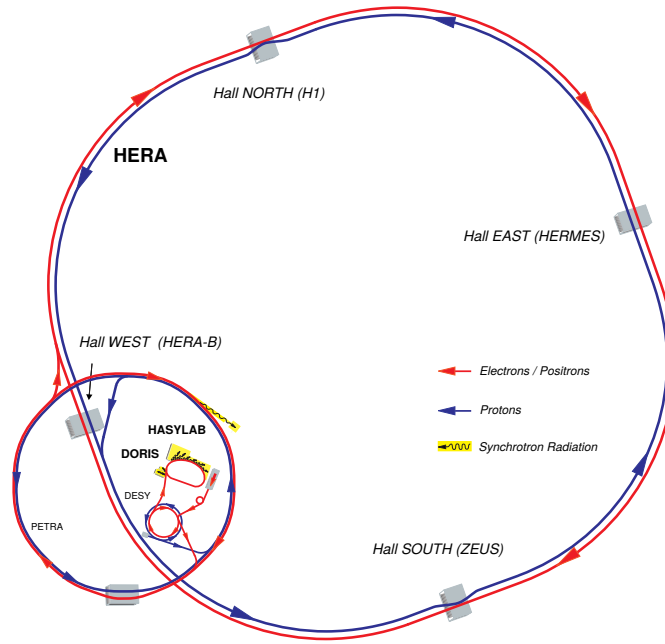 Hall NORTH (H1)
HERA
Hall EAST (HERMES)
Hall WEST (HERA-B)
Electrons / Positrons
Protons
HASYLAB
Synchrotron Radiation
DORIS
DESY
PETRA
Hall SOUTH (ZEUS)